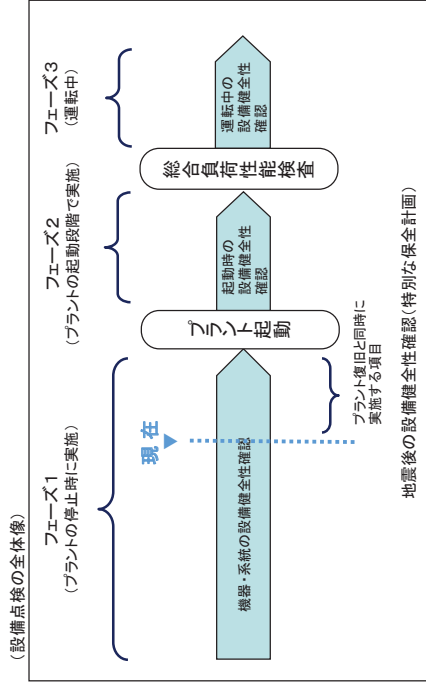 (設備点検の全体像)
フェーズ1
(プラントの停止時に実施)
フェーズ2
(プラントの起動段階で実施)
フェーズ3
(運転中)
現在
機器・系統の設備健全性確認
プラント起動
起動時の
設備健全性
確認
総合負荷性能検査
運転中の
設備健全性
確認
プラント復旧と同時に
実施する項目
地震後の設備健全性確認(特別な保全計画)